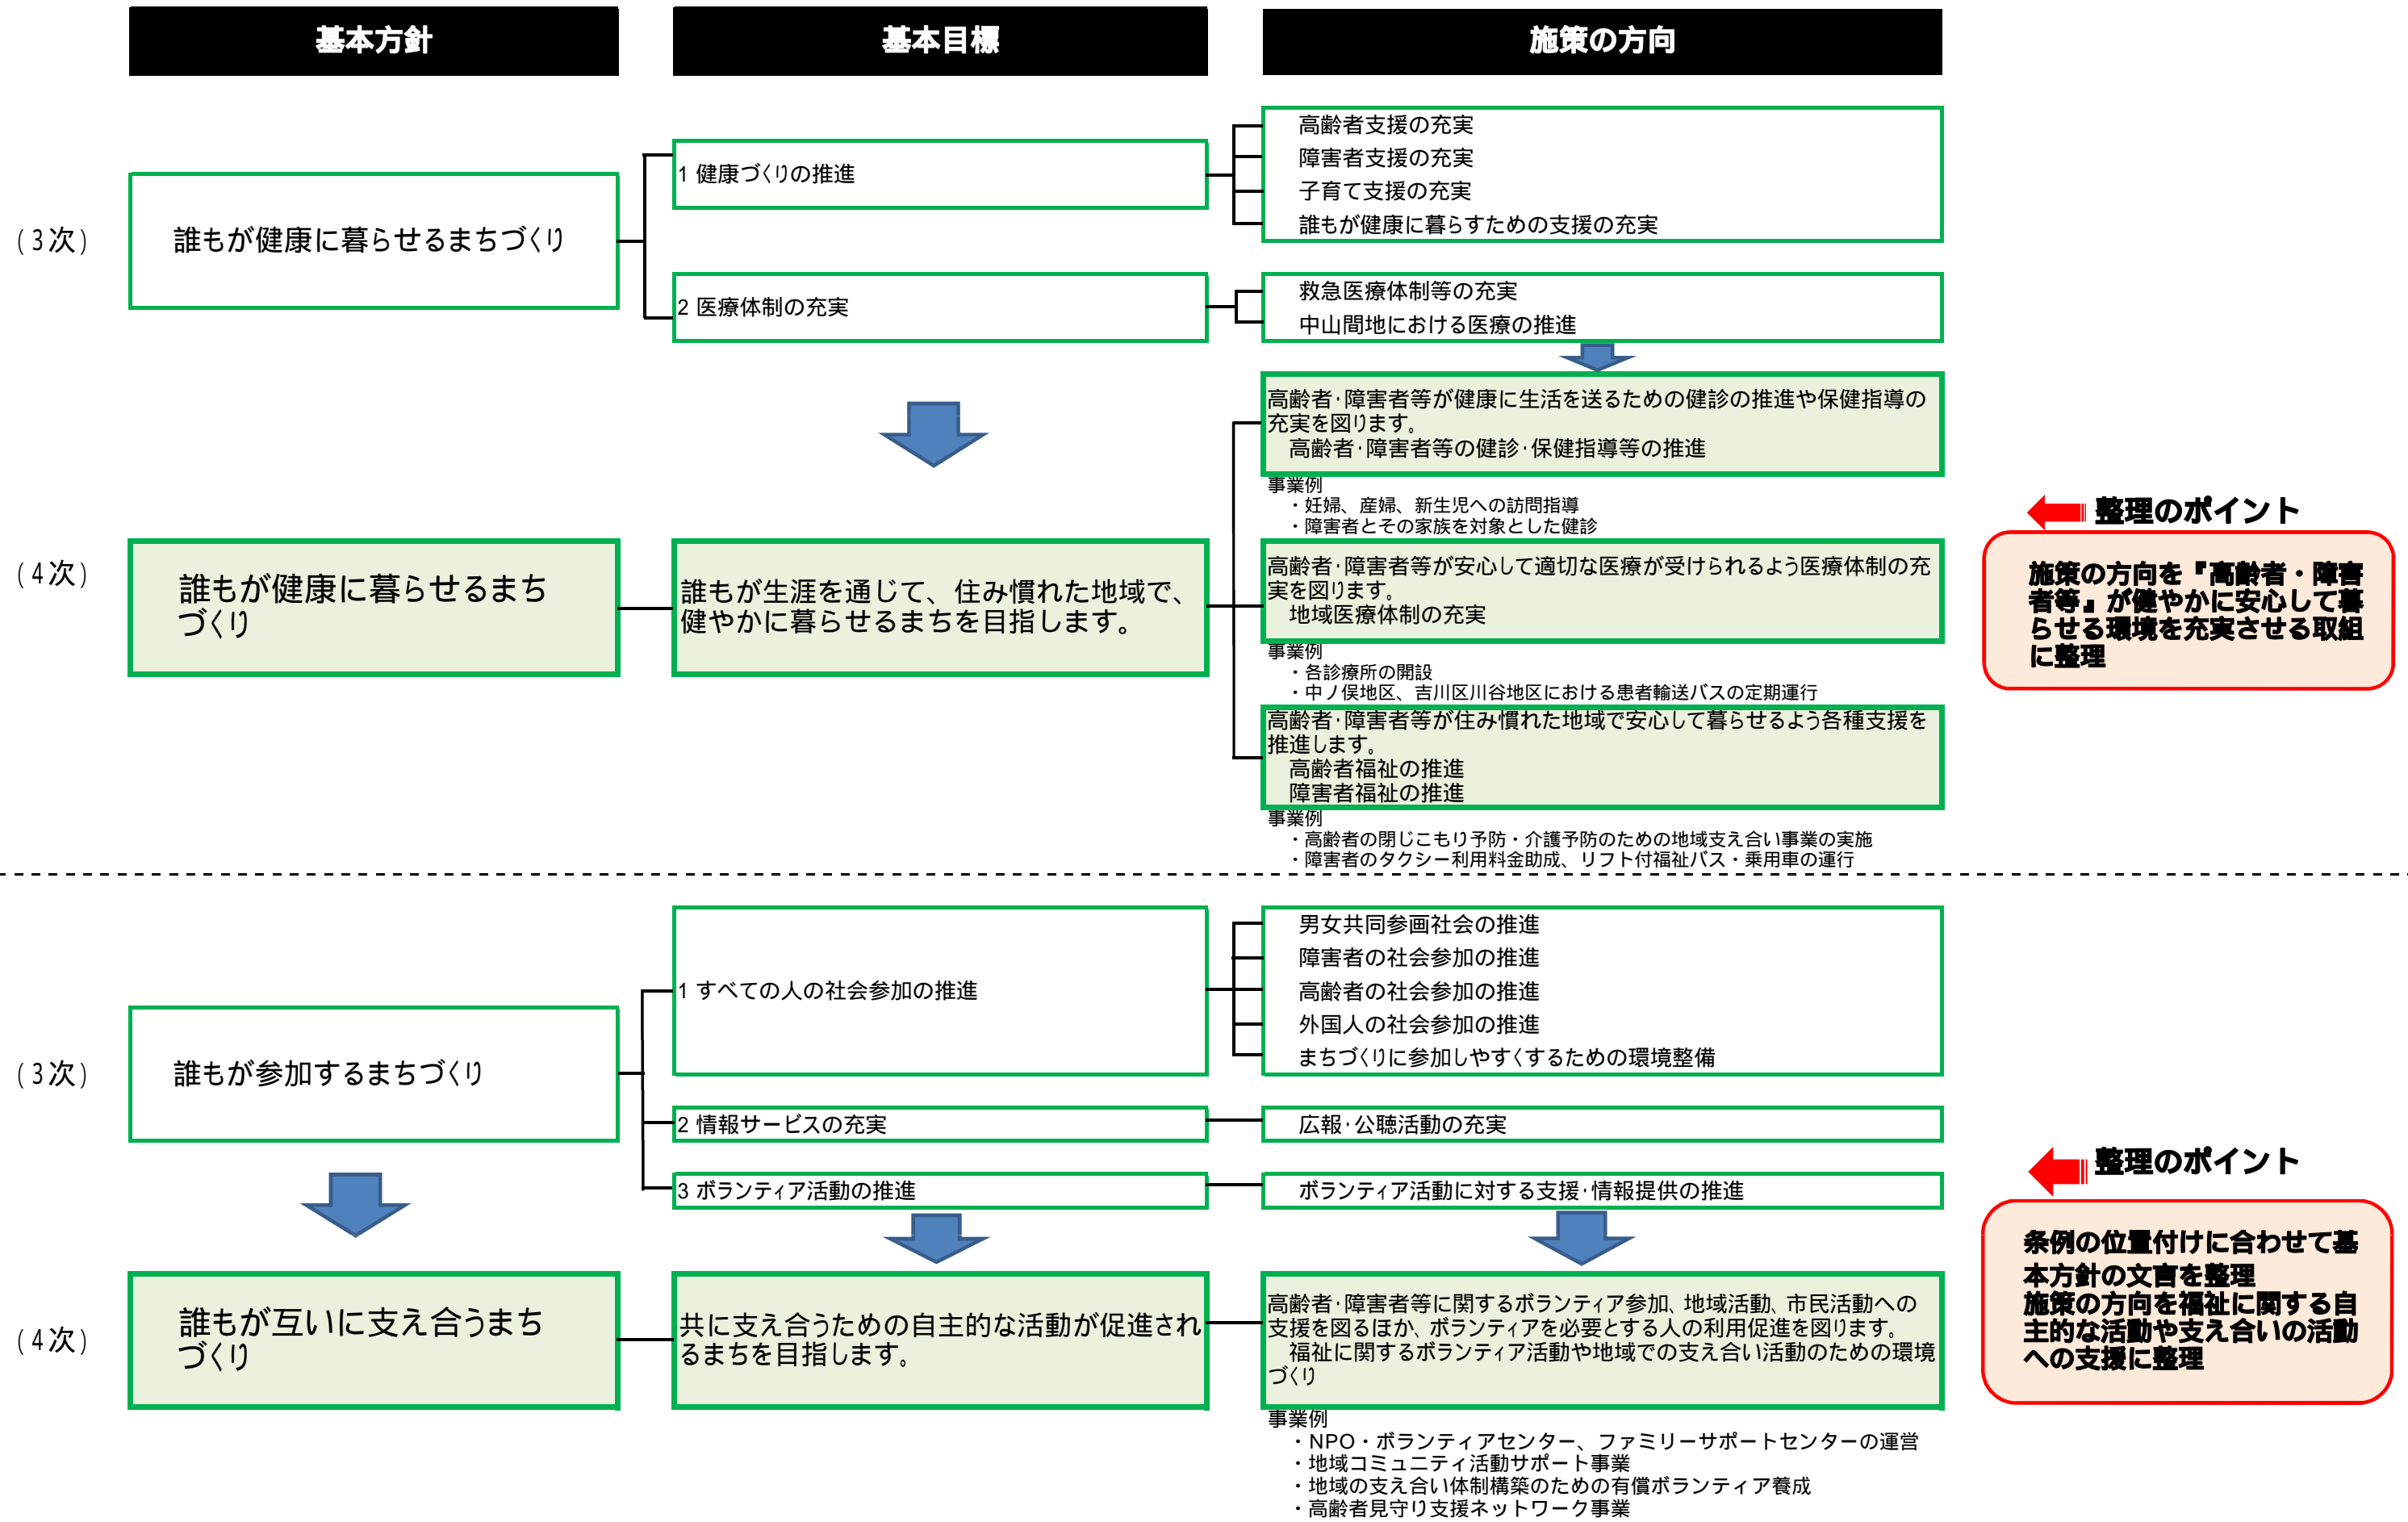 基本方針
基本目標
施策の方向
(3次)
誰もが健康に暮らせるまちづくり
1 健康づくりの推進
高齢者支援の充実
障害者支援の充実
子育て支援の充実
誰もが健康に暮らすための支援の充実
2 医療体制の充実
救急医療体制等の充実
中山間地における医療の推進
(4次)
誰もが健康に暮らせるまち
づくり
誰もが生涯を通じて、住み慣れた地域で、
健やかに暮らせるまちを目指します。
高齢者・障害者等が健康に生活を送るための健診の推進や保健指導の
充実を図ります。
高齢者・障害者等の健診・保健指導等の推進
事業例
・妊婦、産婦、新生児への訪問指導
・障害者とその家族を対象とした健診
高齢者・障害者等が安心して適切な医療が受けられるよう医療体制の充
実を図ります。
地域医療体制の充実
事業例
・各診療所の開設
・中ノ俣地区、吉川区川谷地区における患者輸送バスの定期運行
高齢者・障害者等が住み慣れた地域で安心して暮らせるよう各種支援を
推進します。
高齢者福祉の推進
障害者福祉の推進
事業例
・高齢者の閉じこもり予防・介護予防のための地域支え合い事業の実施
・障害者のタクシー利用料金助成、リフト付福祉バス・乗用車の運行
整理のポイント
施策の方向を『高齢者・障害
者等』が健やかに安心して暮
らせる環境を充実させる取組
に整理
(3次)
誰もが参加するまちづくり
1 すべての人の社会参加の推進
男女共同参画社会の推進
障害者の社会参加の推進
高齢者の社会参加の推進
外国人の社会参加の推進
まちづくりに参加しやすくするための環境整備
2 情報サービスの充実
広報・公聴活動の充実
3 ボランティア活動の推進
ボランティア活動に対する支援・情報提供の推進
(4次)
誰もが互いに支え合うまち
づくり
共に支え合うための自主的な活動が促進され
るまちを目指します。
高齢者・障害者等に関するボランティア参加、地域活動、市民活動への
支援を図るほか、ボランティアを必要とする人の利用促進を図ります。
福祉に関するボランティア活動や地域での支え合い活動のための環境
づくり
事業例
・NPO・ボランティアセンター、ファミリーサポートセンターの運営
・地域コミュニティ活動サポート事業
・地域の支え合い体制構築のための有償ボランティア養成
・高齢者見守り支援ネットワーク事業
整理のポイント
条例の位置付けに合わせて基
本方針の文言を整理
施策の方向を福祉に関する自
主的な活動や支え合いの活動
への支援に整理